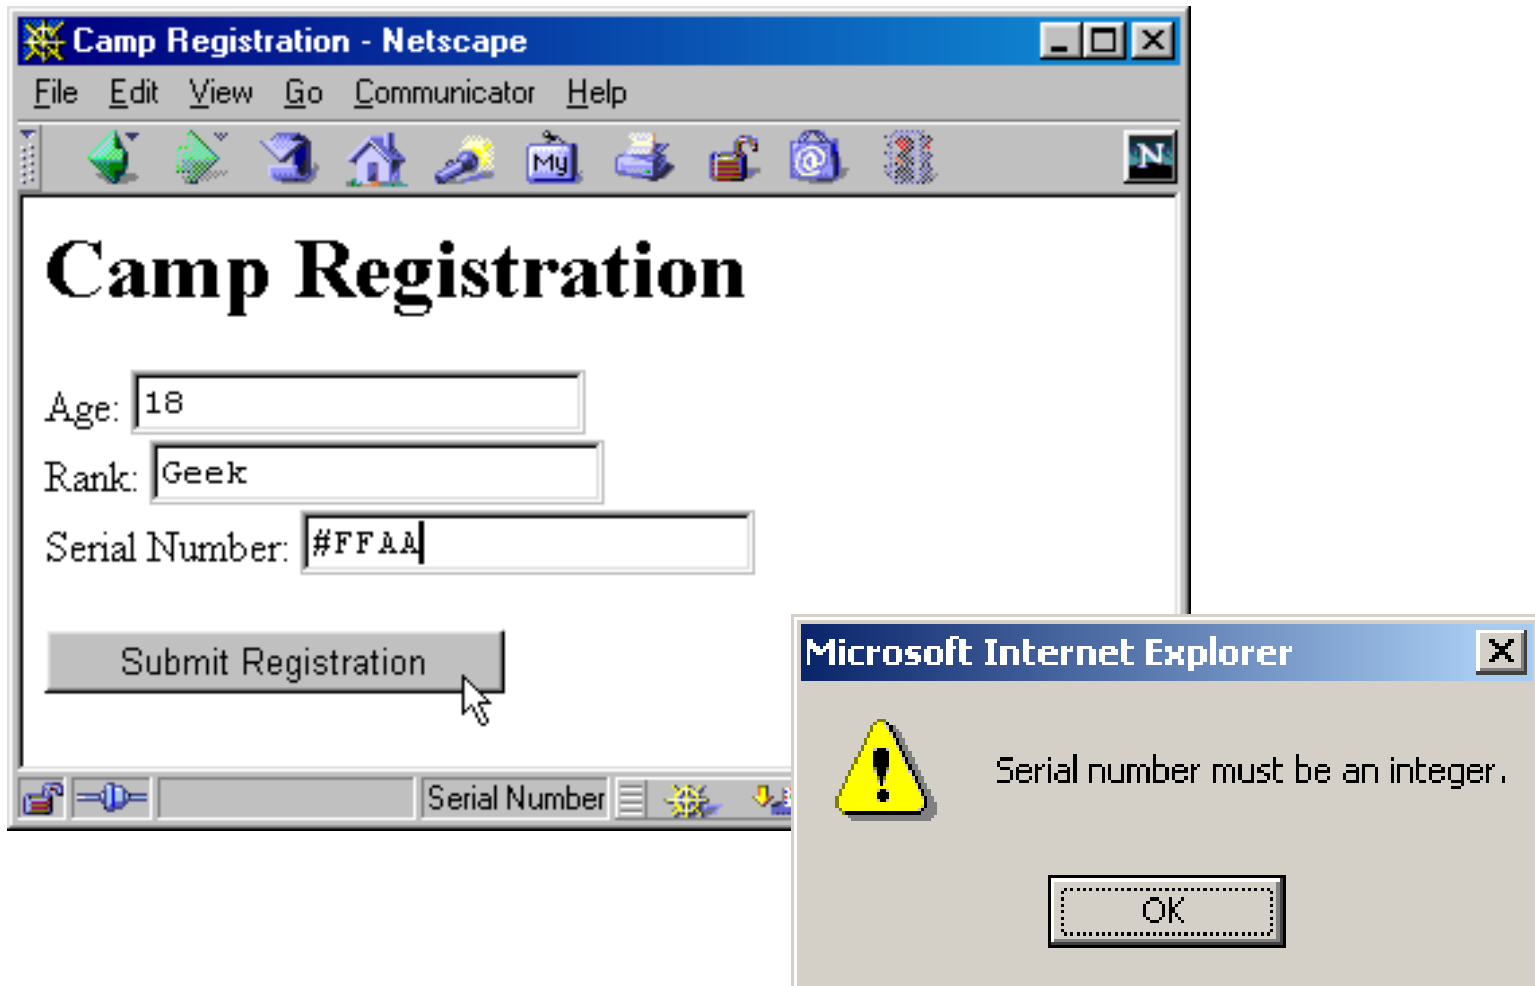 Camp Registration - Netscape
File Edit View Go Communicator Help
My
N
Camp Registration
Age: 18
Rank: Geek
Serial Number: #FFAA
Submit Registration
Serial Number
Microsoft Internet Explorer
Serial number must be an integer.
OK